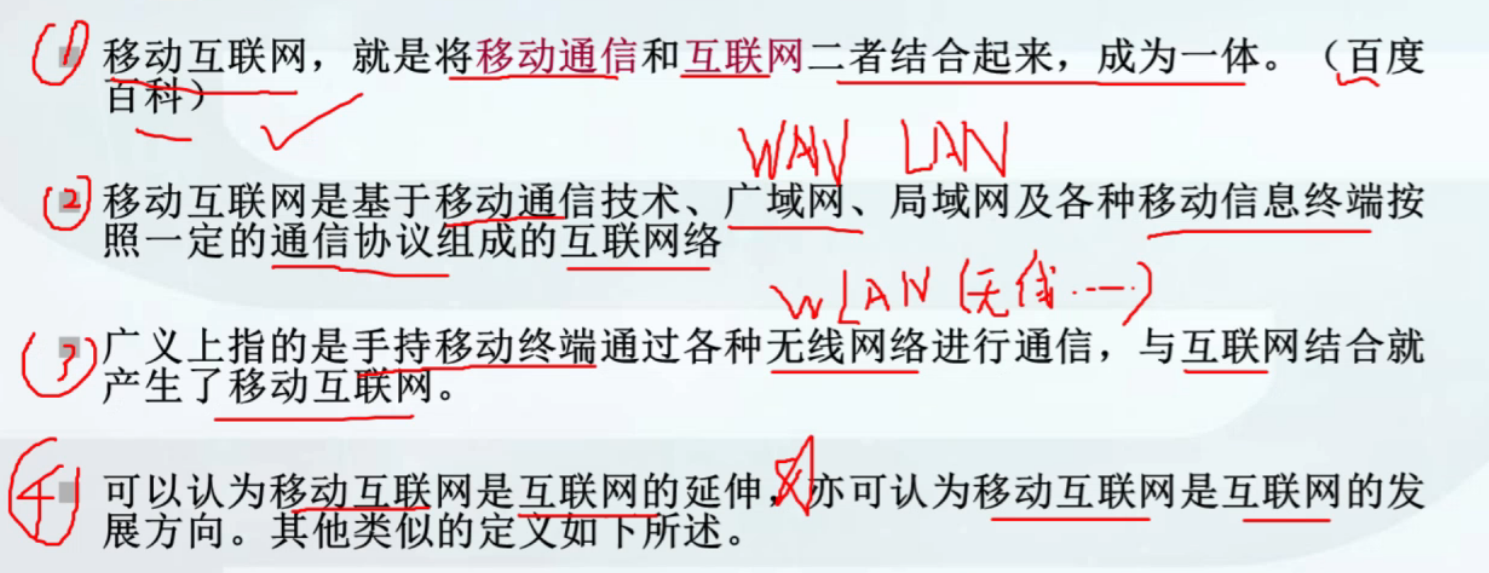 ① 移动互联网，就是将移动通信和互联网二者结合起来，成为一体。（百度
百科）
WAN LAN
② 移动互联网是基于移动通信技术、广域网、局域网及各种移动信息终端按
照一定的通信协议组成的互联网络
WLAN (无线……)
③ 广义上指的是手持移动终端通过各种无线网络进行通信，与互联网结合就
产生了移动互联网。
④ 可以认为移动互联网是互联网的延伸，亦可认为移动互联网是互联网的发
展方向。其他类似的定义如下所述。